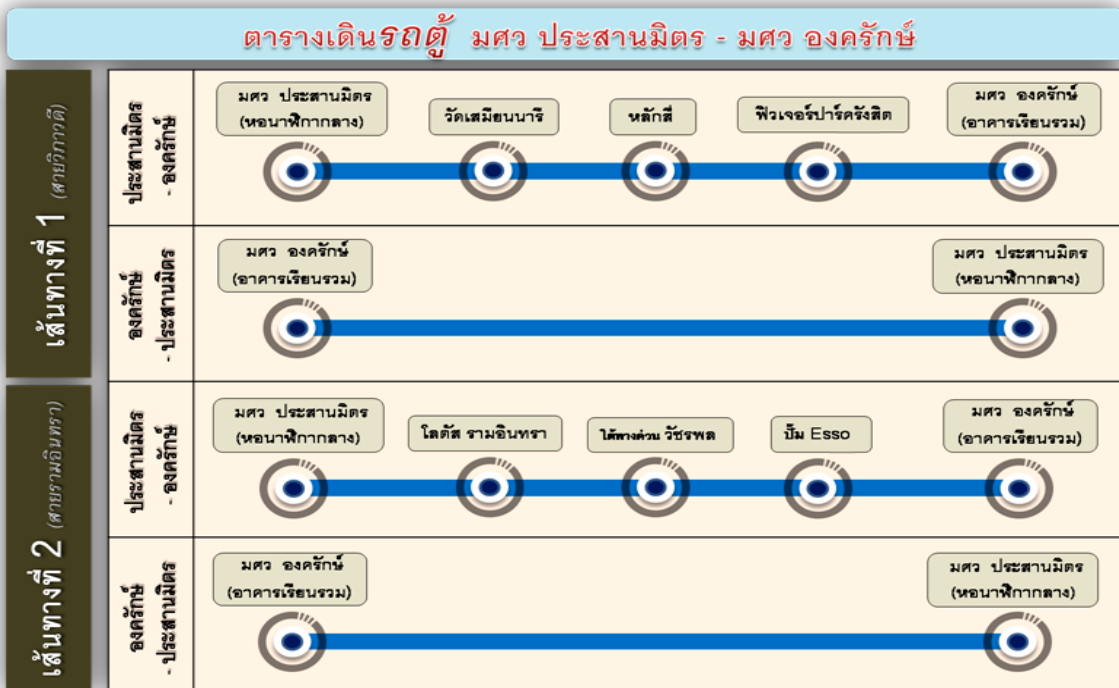 ตารางเดินรถตู้ มศว ประสานมิตร - มศว องครักษ์
เส้นทางที่ 1 (สายวิภาวดี)
ประสานมิตร
- องครักษ์
มศว ประสานมิตร
(หอนาฬิกากลาง)
วัดเสมียนนารี
หลักสี่
ฟิวเจอร์ปาร์ครังสิต
มศว องครักษ์
(อาคารเรียนรวม)
องครักษ์
- ประสานมิตร
มศว องครักษ์
(อาคารเรียนรวม)
มศว ประสานมิตร
(หอนาฬิกากลาง)
เส้นทางที่ 2 (สายรามอินทรา)
ประสานมิตร
- องครักษ์
มศว ประสานมิตร
(หอนาฬิกากลาง)
โลตัส รามอินทรา
ใต้ทางด่วน วัชรพล
ปั๊ม Esso
มศว องครักษ์
(อาคารเรียนรวม)
องครักษ์
- ประสานมิตร
มศว องครักษ์
(อาคารเรียนรวม)
มศว ประสานมิตร
(หอนาฬิกากลาง)